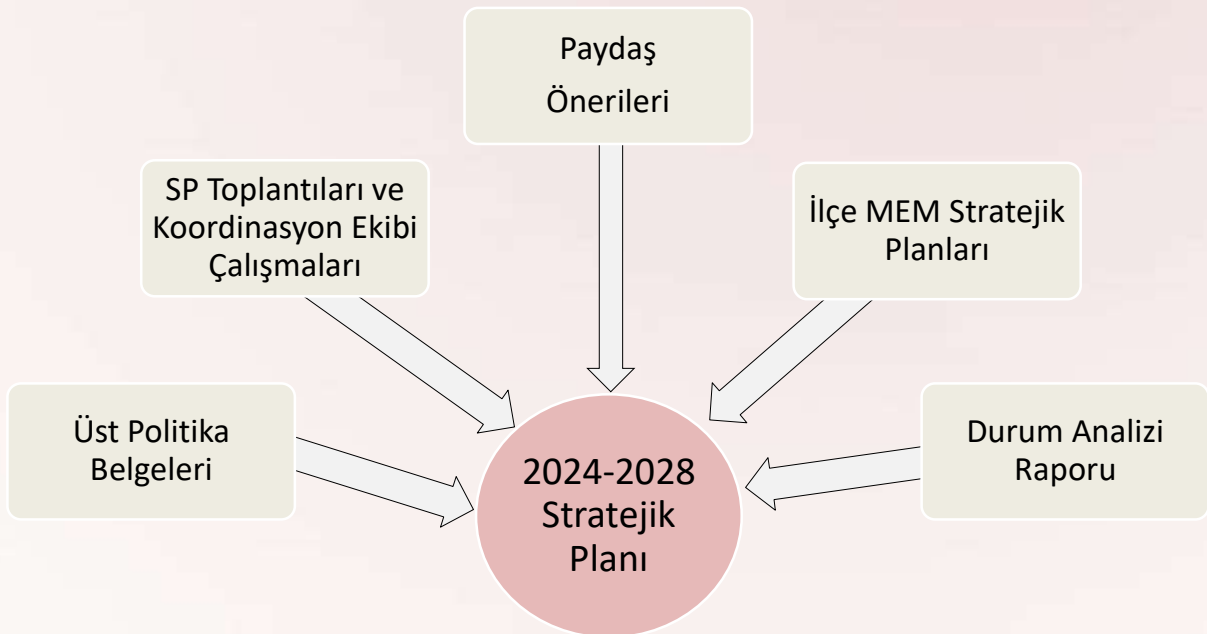 Paydaş
Önerileri
SP Toplantıları ve
Koordinasyon Ekibi
Çalışmaları
İlçe MEM Stratejik
Planları
Üst Politika
Belgeleri
Durum Analizi
Raporu
2024-2028
Stratejik
Planı